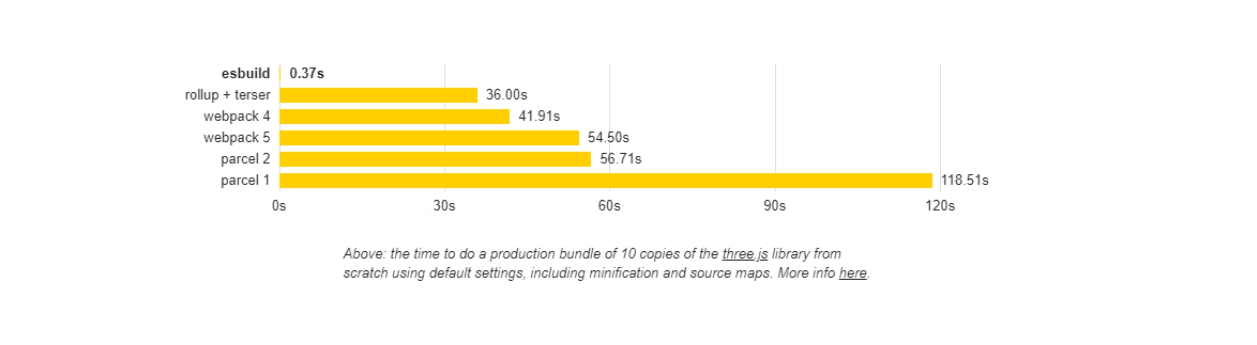 esbuild 0.37s
rollup + terser 36.00s
webpack 4 41.91s
webpack 5 54.50s
parcel 2 56.71s
parcel 1 118.51s
0s 30s 60s 90s 120s
Above: the time to do a production bundle of 10 copies of the three.js library from
scratch using default settings, including minification and source maps. More info here.